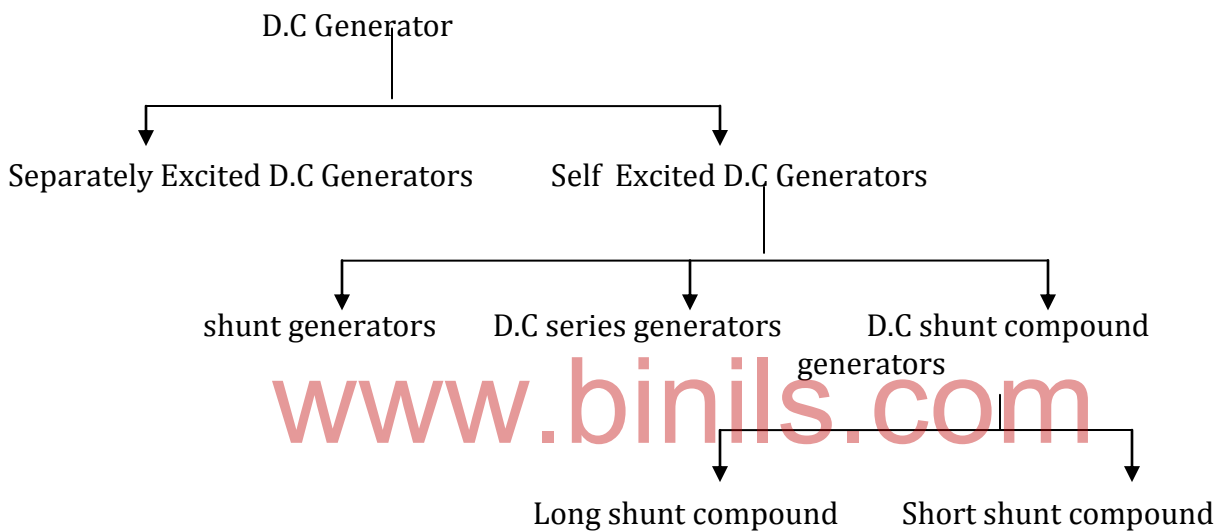 D.C Generator
Separately Excited D.C Generators
Self Excited D.C Generators
shunt generators
D.C series generators
D.C shunt compound
generators
www.binils.com
Long shunt compound
Short shunt compound